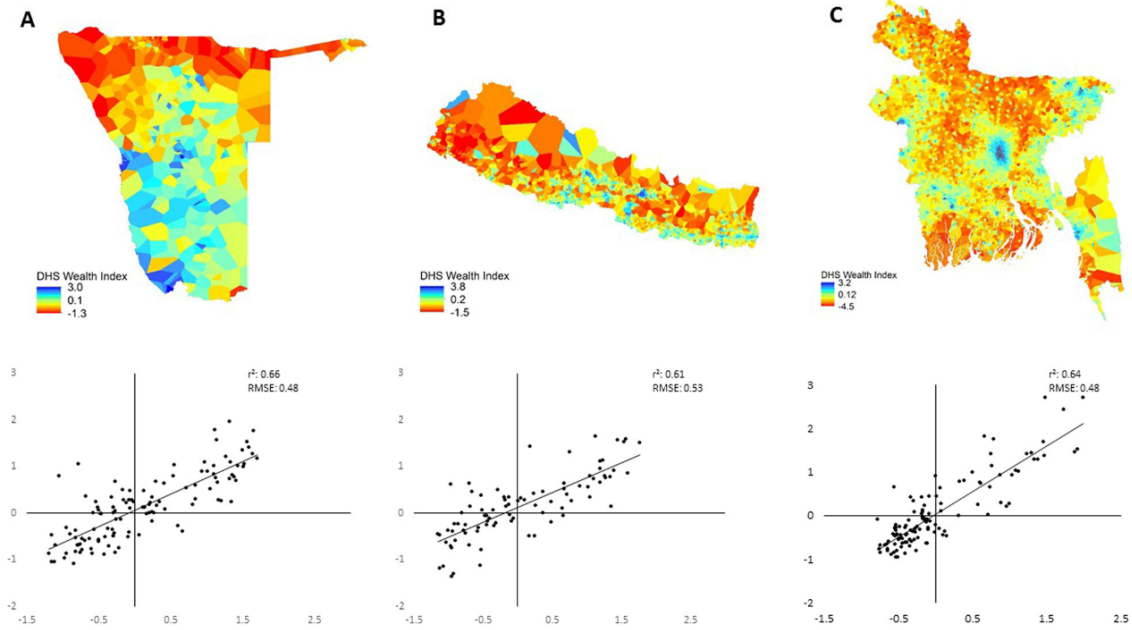 A
B
C
DHS Wealth Index
3.0
0.1
-1.3
DHS Wealth Index
3.8
0.2
-1.5
DHS Wealth Index
3.2
0.12
-4.5
r²: 0.66
RMSE: 0.48
3
2
1
0
-1
-2
-1.5 -0.5 0.5 1.5 2.5
r²: 0.61
RMSE: 0.53
3
2
1
0
-1
-2
-1.5 -0.5 0.5 1.5 2.5
r²: 0.64
RMSE: 0.48
3
2
1
0
-1
-2
-1.5 -0.5 0.5 1.5 2.5